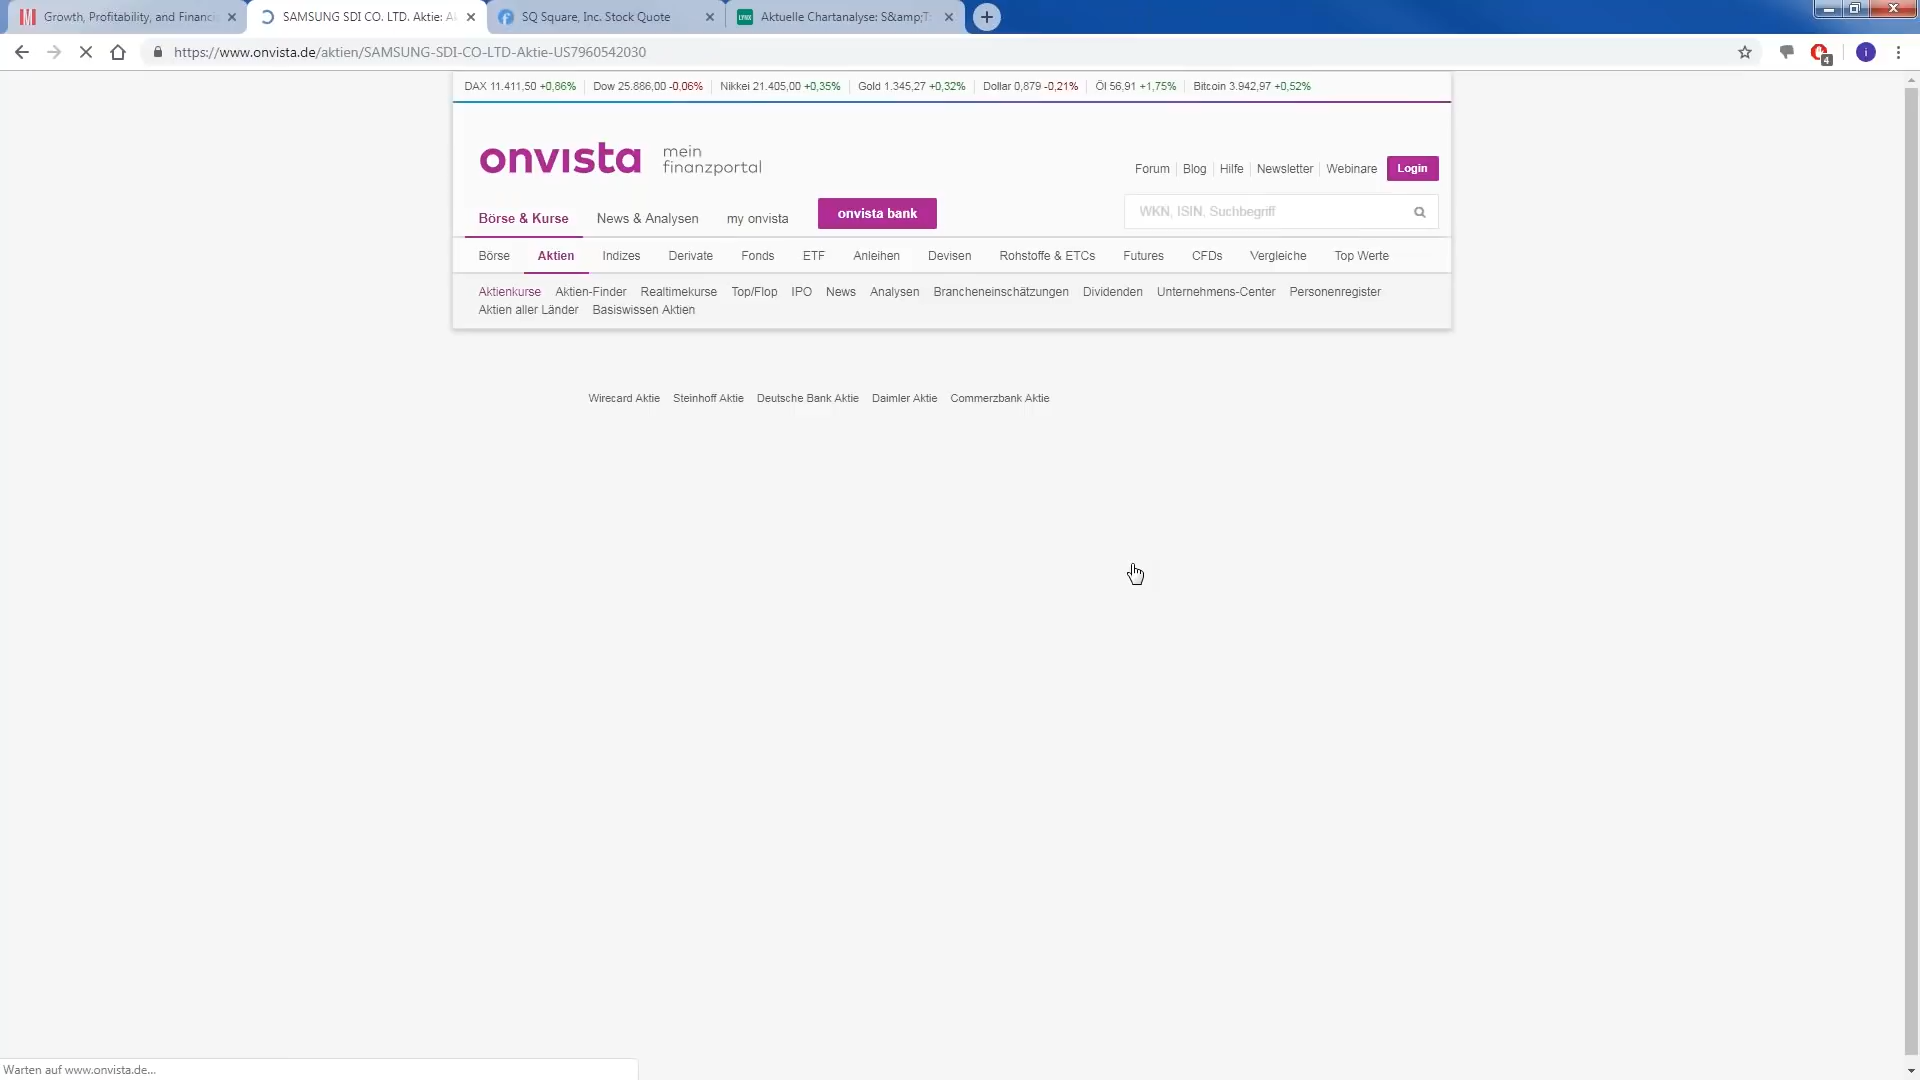 Growth, Profitability, and Financi
SAMSUNG SDI CO. LTD. Aktie: A
SQ Square, Inc. Stock Quote
LYNX Aktuelle Chartanalyse: S&amp;T
https://www.onvista.de/aktien/SAMSUNG-SDI-CO-LTD-Aktie-US7960542030
4
i
DAX 11.411,50 +0,86% Dow 25.886,00 -0,06% Nikkei 21.405,00 +0,35% Gold 1.345,27 +0,32% Dollar 0,879 -0,21% Öl 56,91 +1,75% Bitcoin 3.942,97 +0,52%
onvista mein
finanzportal
Forum Blog Hilfe Newsletter Webinare Login
Börse & Kurse News & Analysen my onvista onvista bank WKN, ISIN, Suchbegriff
Börse Aktien Indizes Derivate Fonds ETF Anleihen Devisen Rohstoffe & ETCs Futures CFDs Vergleiche Top Werte
Aktienkurse Aktien-Finder Realtimekurse Top/Flop IPO News Analysen Brancheneinschätzungen Dividenden Unternehmens-Center Personenregister
Aktien aller Länder Basiswissen Aktien
Wirecard Aktie Steinhoff Aktie Deutsche Bank Aktie Daimler Aktie Commerzbank Aktie
Warten auf www.onvista.de...